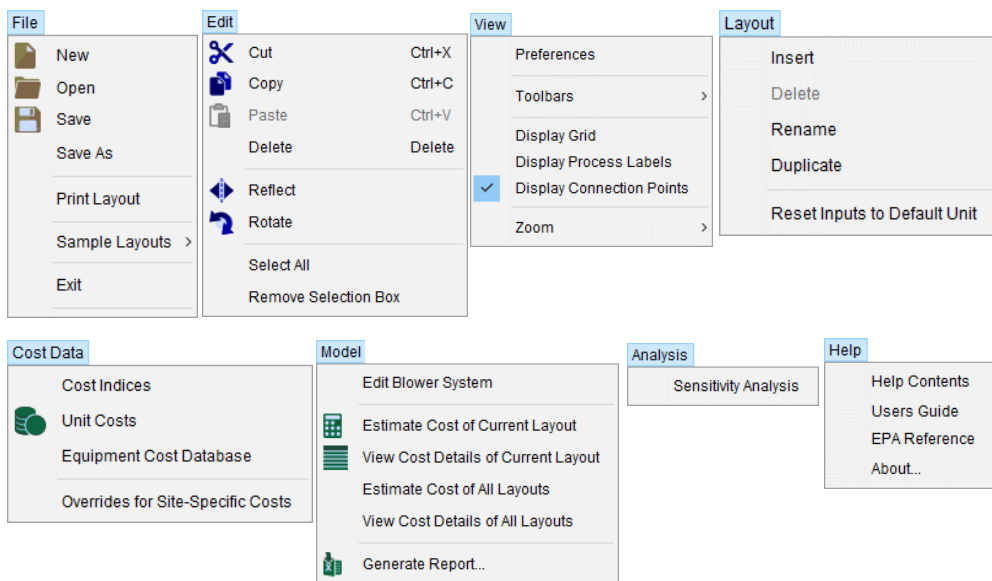 File
New
Open
Save
Save As
Print Layout
Sample Layouts
Exit
Edit
Cut Ctrl+X
Copy Ctrl+C
Paste Ctrl+V
Delete Delete
Reflect
Rotate
Select All
Remove Selection Box
View
Preferences
Toolbars
Display Grid
Display Process Labels
Display Connection Points
Zoom
Layout
Insert
Delete
Rename
Duplicate
Reset Inputs to Default Unit
Cost Data
Cost Indices
Unit Costs
Equipment Cost Database
Overrides for Site-Specific Costs
Model
Edit Blower System
Estimate Cost of Current Layout
View Cost Details of Current Layout
Estimate Cost of All Layouts
View Cost Details of All Layouts
Generate Report...
Analysis
Sensitivity Analysis
Help
Help Contents
Users Guide
EPA Reference
About...